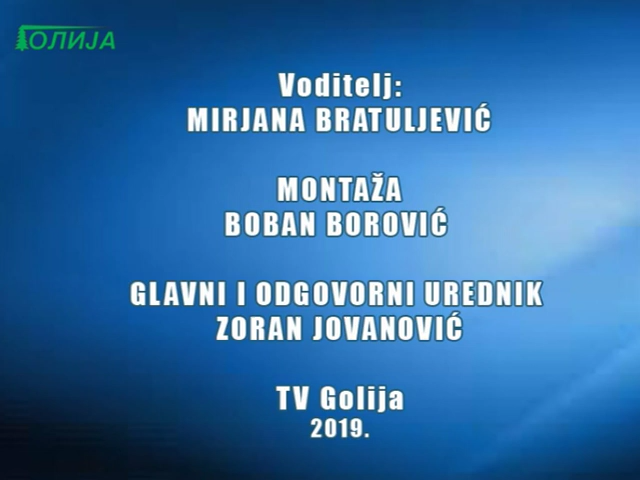 ГОЛИЈА
Voditelj:
MIRJANA BRATULJEVIĆ
MONTAŽA
BOBAN BOROVIĆ
GLAVNI I ODGOVORNI UREDNIK
ZORAN JOVANOVIĆ
TV Golija
2019.